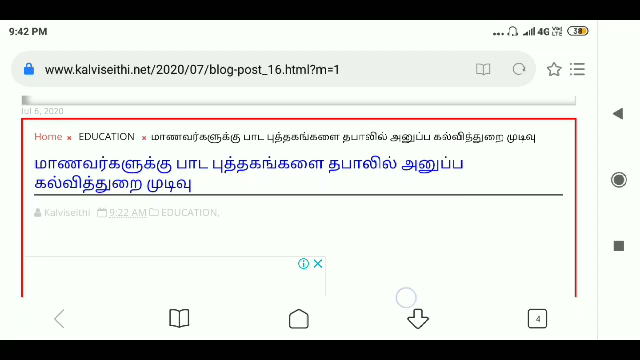 9:42 PM
4G VoLTE 38
www.kalviseithi.net/2020/07/blog-post_16.html?m=1
Jul 6, 2020
Home × EDUCATION × மாணவர்களுக்கு பாட புத்தகங்களை தபாலில் அனுப்ப கல்வித்துறை முடிவு
மாணவர்களுக்கு பாட புத்தகங்களை தபாலில் அனுப்ப
கல்வித்துறை முடிவு
Kalviseithi 9:22 AM EDUCATION,
4